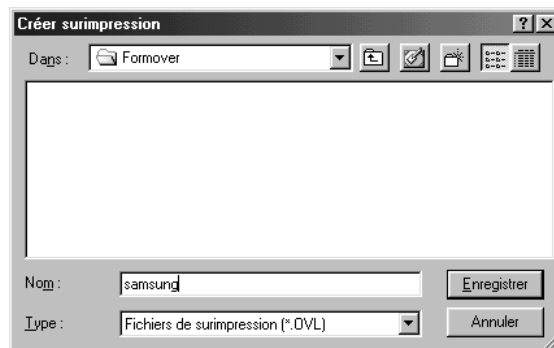 Créer surimpression
Dans : Formover
Nom : samsung Enregistrer
Type : Fichiers de surimpression (*.OVL) Annuler